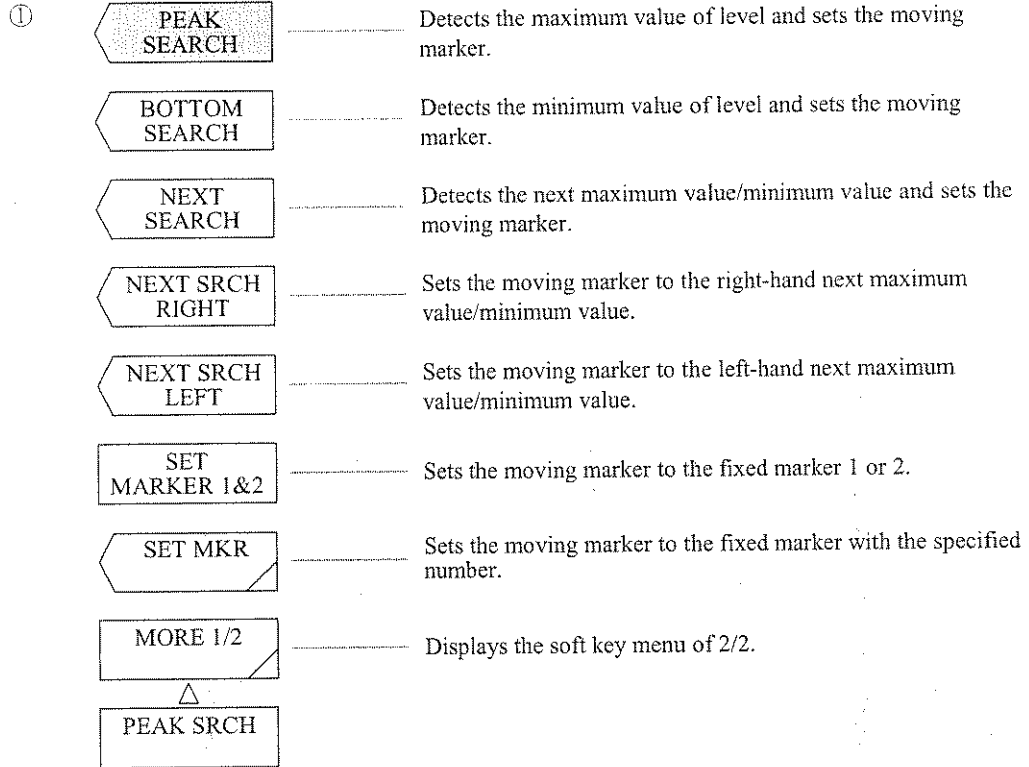 ①
PEAK
SEARCH
Detects the maximum value of level and sets the moving
marker.
BOTTOM
SEARCH
Detects the minimum value of level and sets the moving
marker.
NEXT
SEARCH
Detects the next maximum value/minimum value and sets the
moving marker.
NEXT SRCH
RIGHT
Sets the moving marker to the right-hand next maximum
value/minimum value.
NEXT SRCH
LEFT
Sets the moving marker to the left-hand next maximum
value/minimum value.
SET
MARKER 1&2
Sets the moving marker to the fixed marker 1 or 2.
SET MKR
Sets the moving marker to the fixed marker with the specified
number.
MORE 1/2
Displays the soft key menu of 2/2.
PEAK SRCH